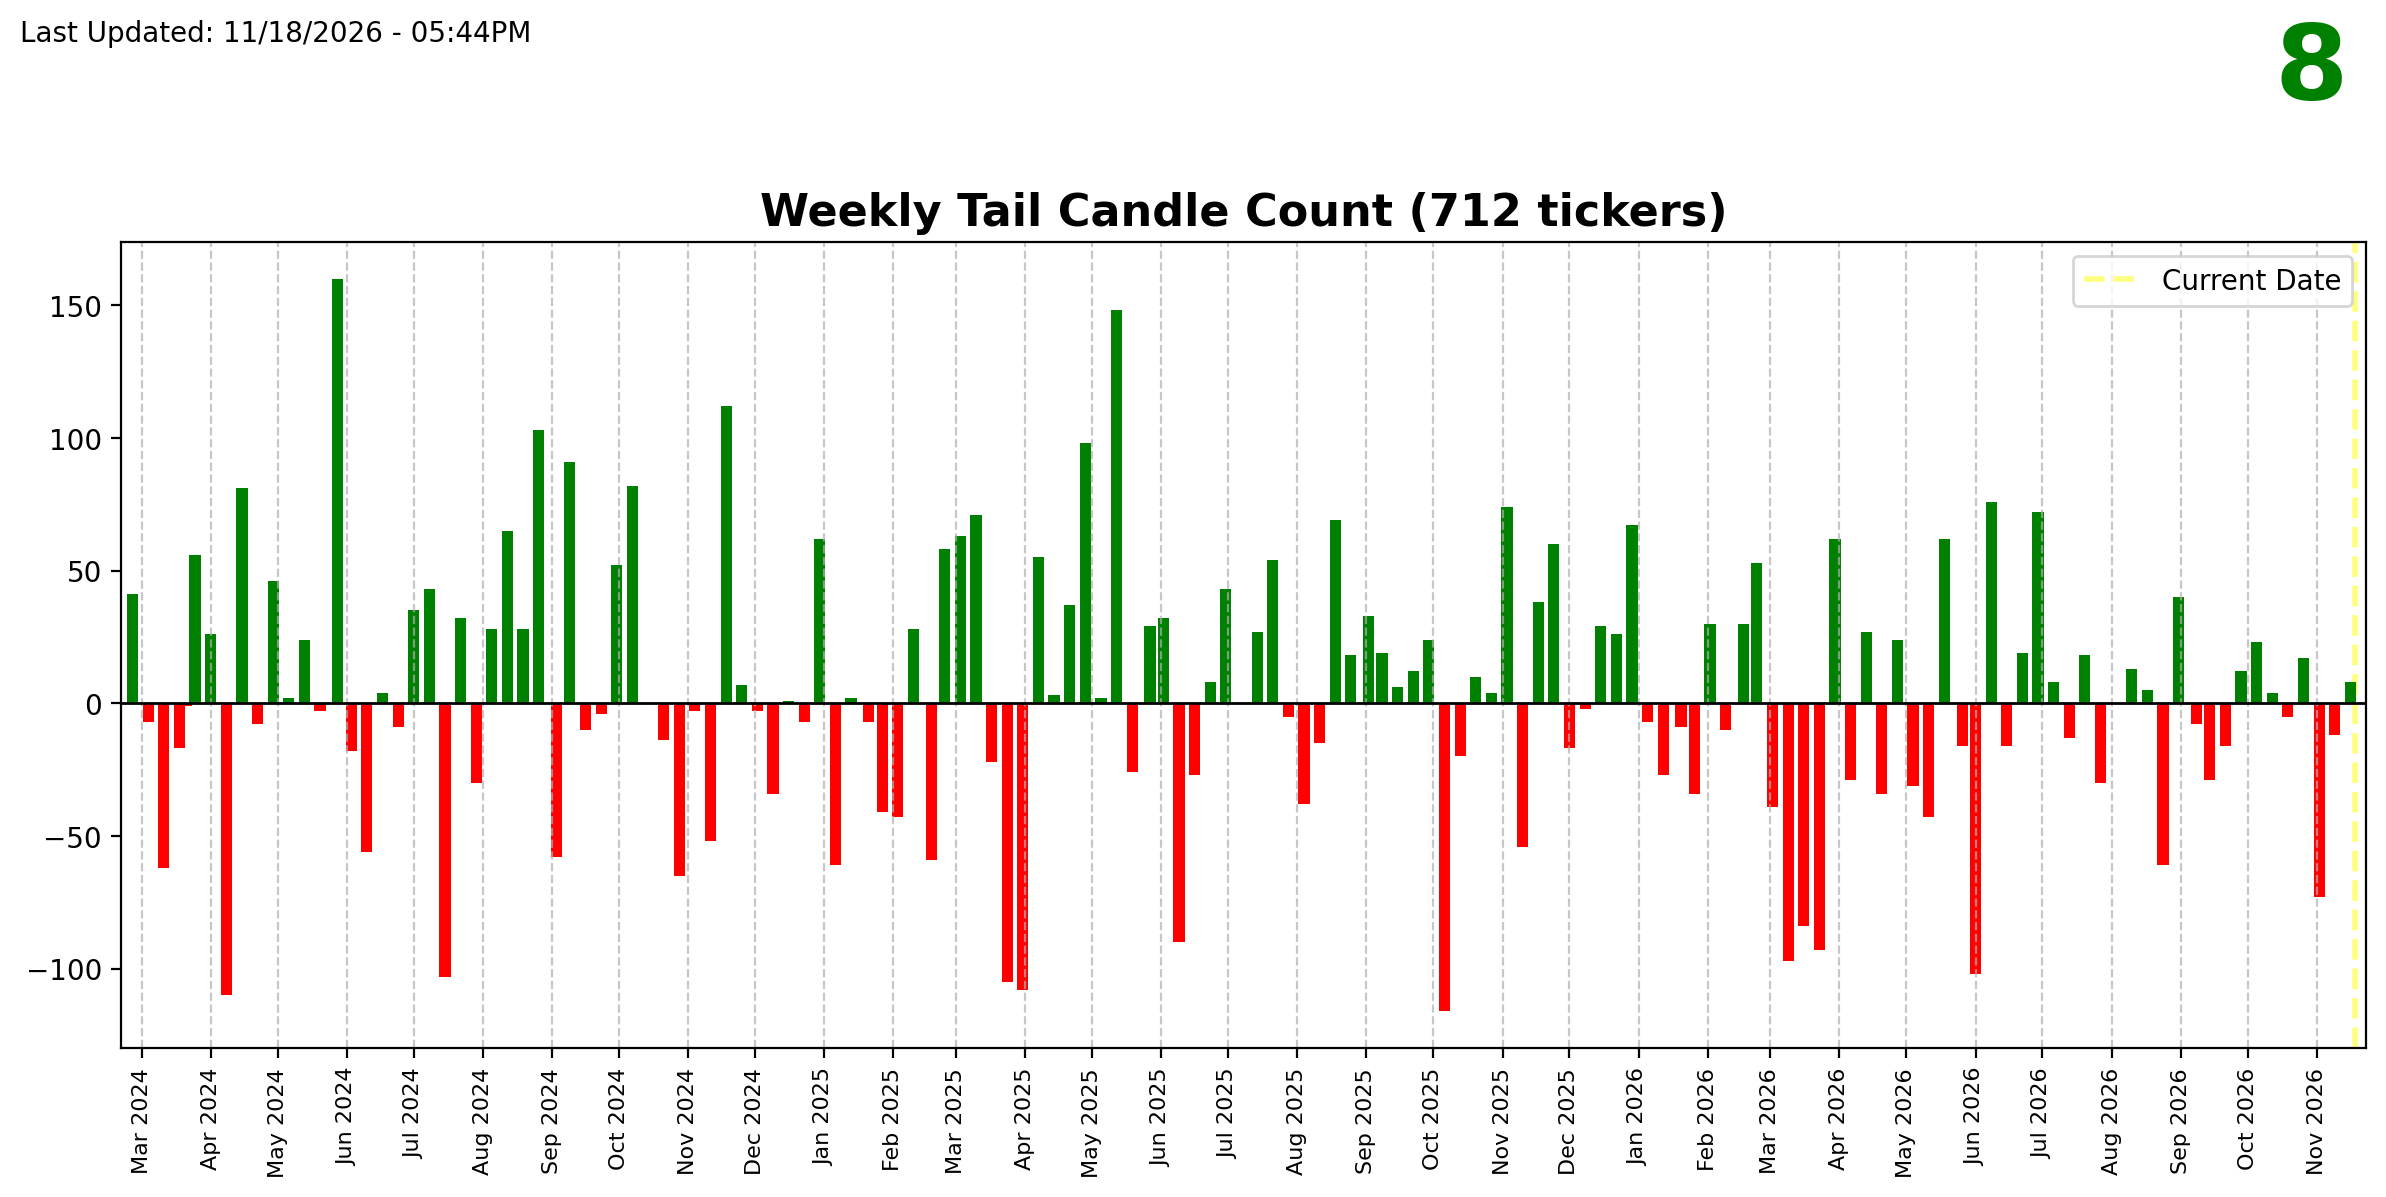 Last Updated: 11/18/2026 - 05:44PM
8
Weekly Tail Candle Count (712 tickers)
Current Date
150
100
50
0
−50
−100
Mar 2024
Apr 2024
May 2024
Jun 2024
Jul 2024
Aug 2024
Sep 2024
Oct 2024
Nov 2024
Dec 2024
Jan 2025
Feb 2025
Mar 2025
Apr 2025
May 2025
Jun 2025
Jul 2025
Aug 2025
Sep 2025
Oct 2025
Nov 2025
Dec 2025
Jan 2026
Feb 2026
Mar 2026
Apr 2026
May 2026
Jun 2026
Jul 2026
Aug 2026
Sep 2026
Oct 2026
Nov 2026